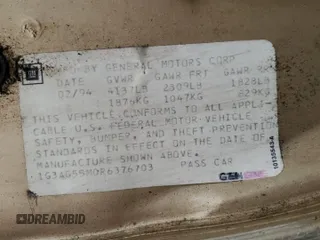 GM
MFD BY GENERAL MOTORS CORP
DATE GVWR GAWR FRT GAWR RR
02/94 4137LB 2309LB 1828LB
1876KG 1047KG 829KG
THIS VEHICLE CONFORMS TO ALL APPLI-
CABLE U.S. FEDERAL MOTOR VEHICLE
SAFETY, BUMPER, AND THEFT PREVENTION
STANDARDS IN EFFECT ON THE DATE OF
MANUFACTURE SHOWN ABOVE.
1G3AG55M0R6376703 PASS CAR
DREAMBID